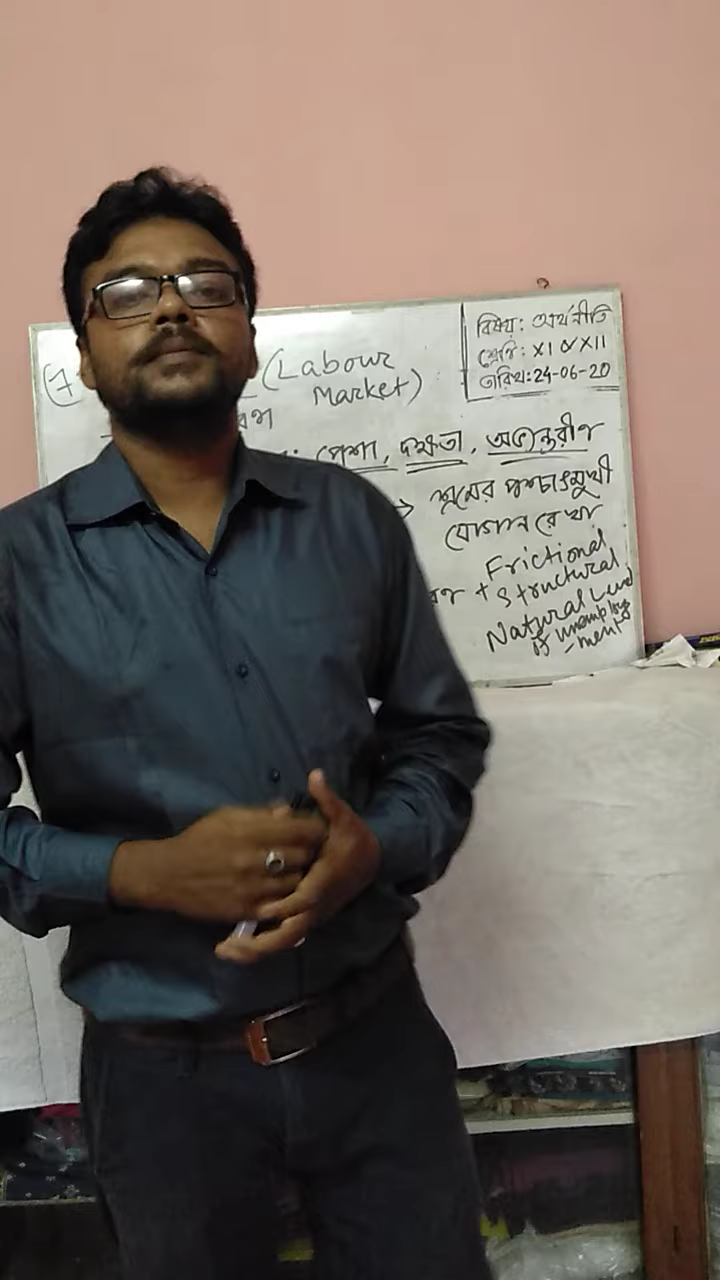 (Labour
Market)
বিষয়: অর্থনীতি
শ্রেণি: XI ও XII
তারিখ: 24-06-20
পেশা, দক্ষতা, অভ্যন্তরীণ
→ শ্রমের পশ্চাৎমুখী
যোগান রেখা
+ Frictional
Structural
Natural Level
of unemploy
-ment